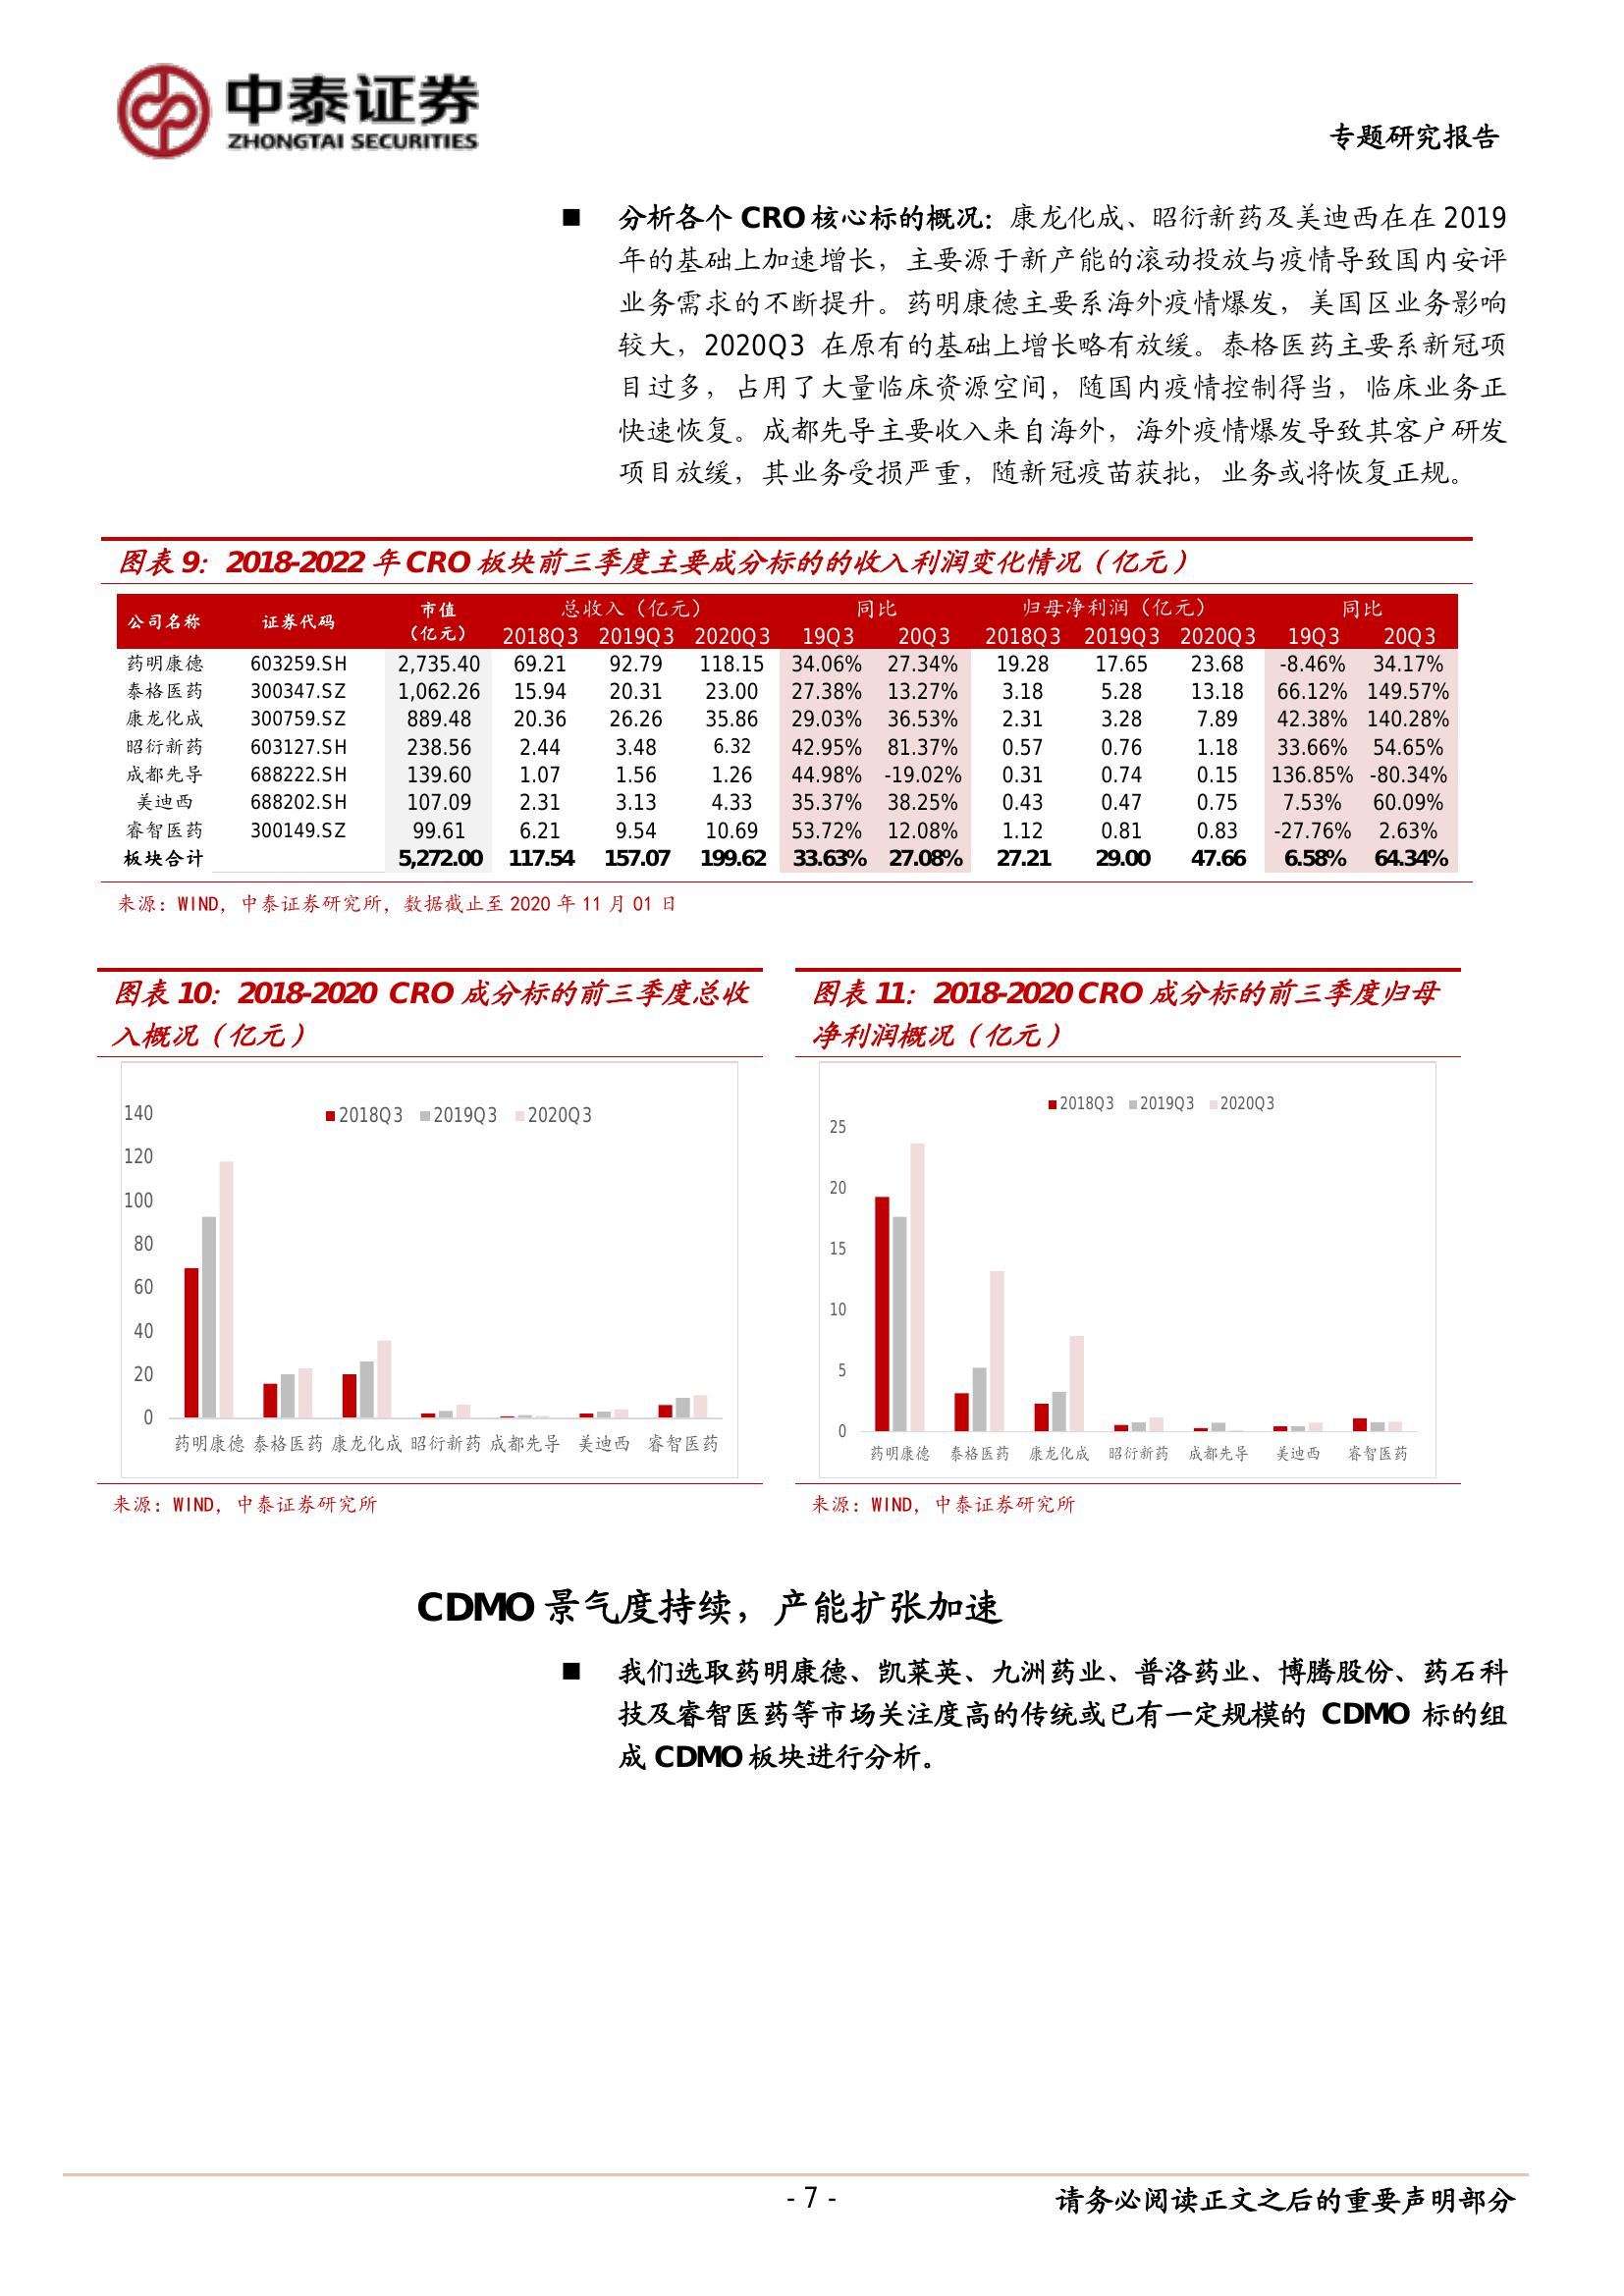 中泰证券
ZHONGTAI SECURITIES
专题研究报告
■ 分析各个 CRO 核心标的概况：康龙化成、昭衍新药及美迪西在在 2019
年的基础上加速增长，主要源于新产能的滚动投放与疫情导致国内安评
业务需求的不断提升。药明康德主要系海外疫情爆发，美国区业务影响
较大，2020Q3 在原有的基础上增长略有放缓。泰格医药主要系新冠项
目过多，占用了大量临床资源空间，随国内疫情控制得当，临床业务正
快速恢复。成都先导主要收入来自海外，海外疫情爆发导致其客户研发
项目放缓，其业务受损严重，随新冠疫苗获批，业务或将恢复正规。
图表 9：2018-2022 年 CRO 板块前三季度主要成分标的的收入利润变化情况（亿元）
公司名称 证券代码 市值（亿元） 总收入（亿元） 同比 归母净利润（亿元） 同比
2018Q3 2019Q3 2020Q3 19Q3 20Q3 2018Q3 2019Q3 2020Q3 19Q3 20Q3
药明康德 603259.SH 2,735.40 69.21 92.79 118.15 34.06% 27.34% 19.28 17.65 23.68 -8.46% 34.17%
泰格医药 300347.SZ 1,062.26 15.94 20.31 23.00 27.38% 13.27% 3.18 5.28 13.18 66.12% 149.57%
康龙化成 300759.SZ 889.48 20.36 26.26 35.86 29.03% 36.53% 2.31 3.28 7.89 42.38% 140.28%
昭衍新药 603127.SH 238.56 2.44 3.48 6.32 42.95% 81.37% 0.57 0.76 1.18 33.66% 54.65%
成都先导 688222.SH 139.60 1.07 1.56 1.26 44.98% -19.02% 0.31 0.74 0.15 136.85% -80.34%
美迪西 688202.SH 107.09 2.31 3.13 4.33 35.37% 38.25% 0.43 0.47 0.75 7.53% 60.09%
睿智医药 300149.SZ 99.61 6.21 9.54 10.69 53.72% 12.08% 1.12 0.81 0.83 -27.76% 2.63%
板块合计 5,272.00 117.54 157.07 199.62 33.63% 27.08% 27.21 29.00 47.66 6.58% 64.34%
来源：WIND，中泰证券研究所，数据截止至 2020 年 11 月 01 日
图表 10：2018-2020 CRO 成分标的前三季度总收
入概况（亿元）
2018Q3 2019Q3 2020Q3
140
120
100
80
60
40
20
0
药明康德 泰格医药 康龙化成 昭衍新药 成都先导 美迪西 睿智医药
来源：WIND，中泰证券研究所
图表 11：2018-2020 CRO 成分标的前三季度归母
净利润概况（亿元）
2018Q3 2019Q3 2020Q3
25
20
15
10
5
0
药明康德 泰格医药 康龙化成 昭衍新药 成都先导 美迪西 睿智医药
来源：WIND，中泰证券研究所
CDMO 景气度持续，产能扩张加速
■ 我们选取药明康德、凯莱英、九洲药业、普洛药业、博腾股份、药石科
技及睿智医药等市场关注度高的传统或已有一定规模的 CDMO 标的组
成 CDMO 板块进行分析。
- 7 -
请务必阅读正文之后的重要声明部分